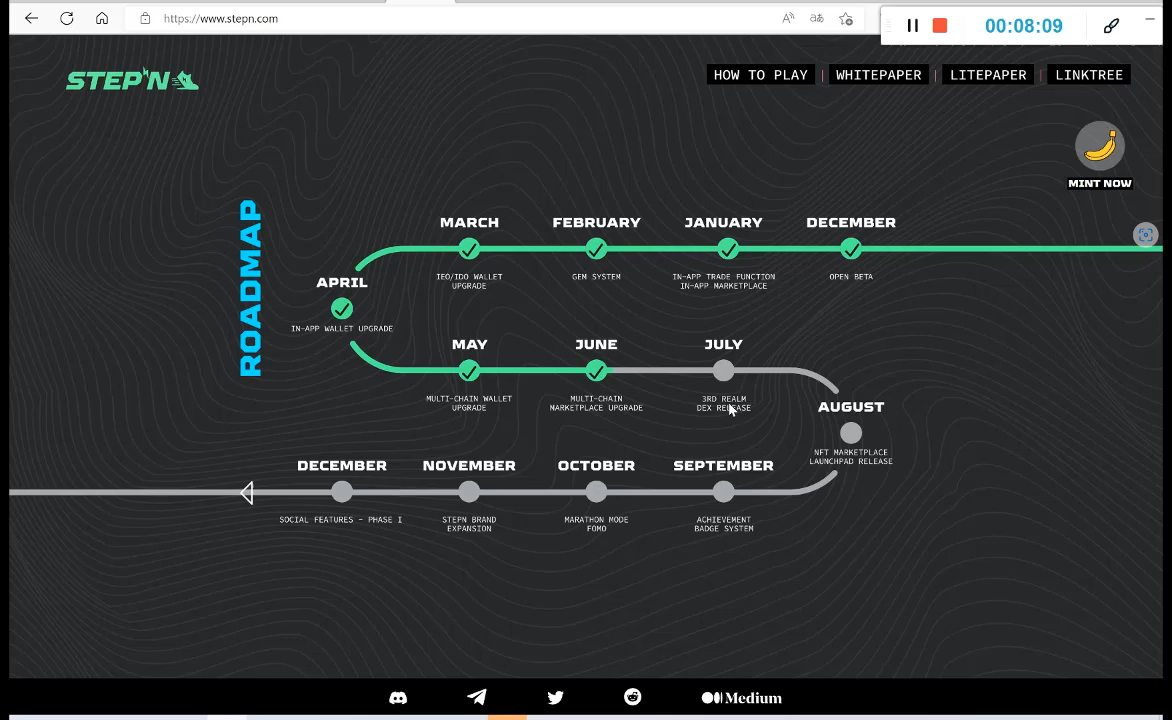 https://www.stepn.com
00:08:09
STEP'N
HOW TO PLAY | WHITEPAPER | LITEPAPER | LINKTREE
MINT NOW
ROADMAP
MARCH
IEO/IDO WALLET
UPGRADE
FEBRUARY
GEM SYSTEM
JANUARY
IN-APP TRADE FUNCTION
IN-APP MARKETPLACE
DECEMBER
OPEN BETA
APRIL
IN-APP WALLET UPGRADE
MAY
MULTI-CHAIN WALLET
UPGRADE
JUNE
MULTI-CHAIN
MARKETPLACE UPGRADE
JULY
3RD REALM
DEX RELEASE
AUGUST
NFT MARKETPLACE
LAUNCHPAD RELEASE
DECEMBER
SOCIAL FEATURES - PHASE I
NOVEMBER
STEPN BRAND
EXPANSION
OCTOBER
MARATHON MODE
FOMO
SEPTEMBER
ACHIEVEMENT
BADGE SYSTEM
Medium